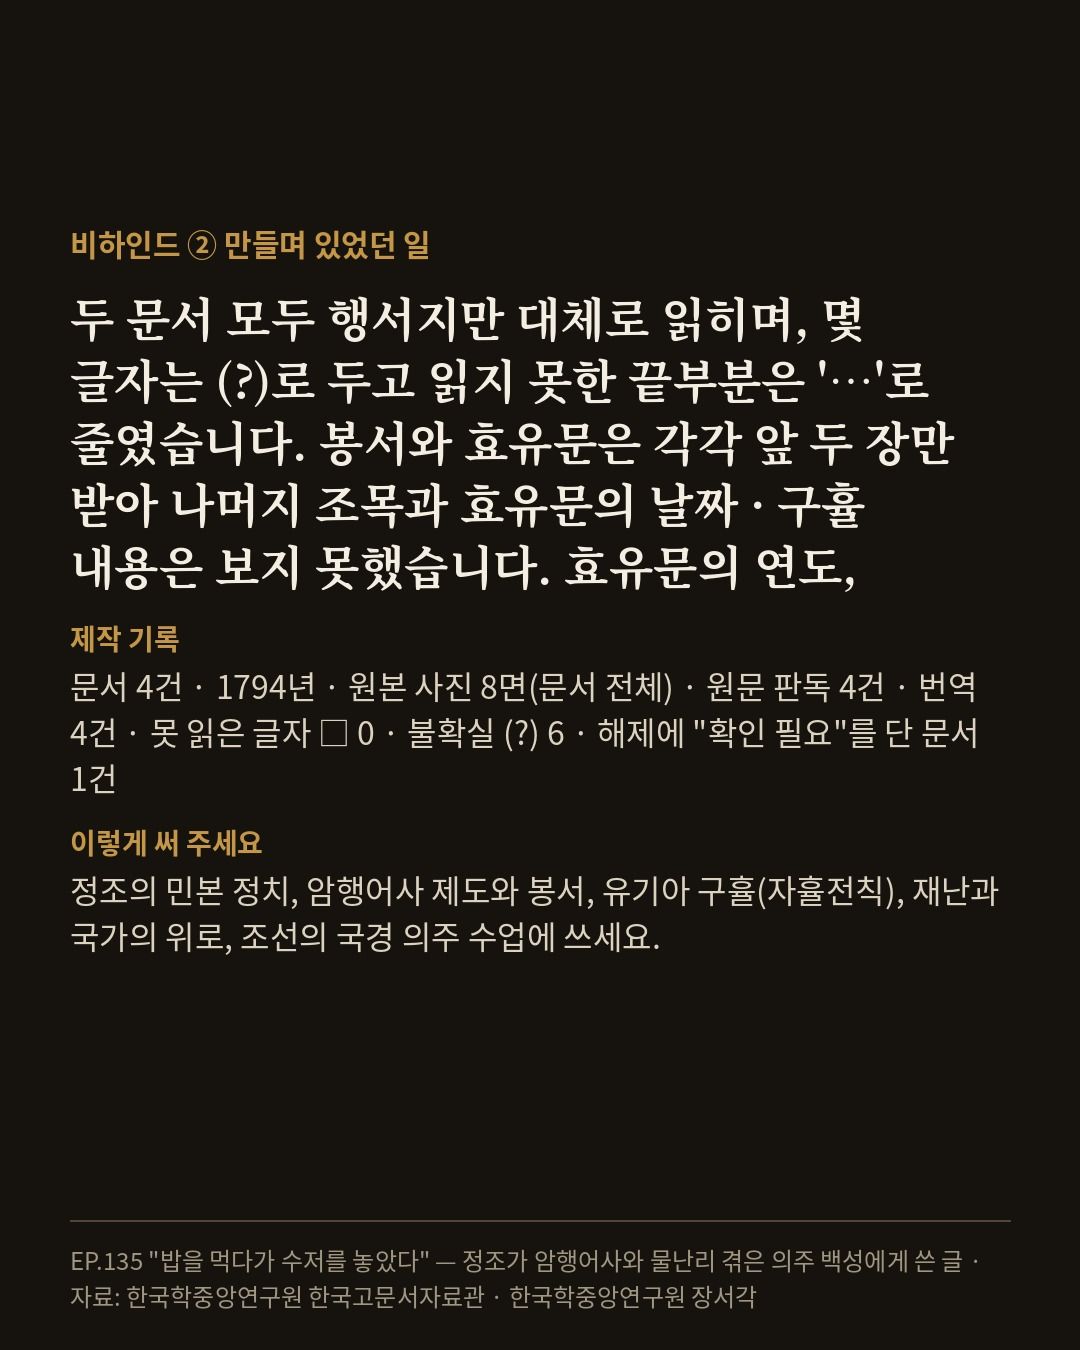 비하인드 ② 만들며 있었던 일
두 문서 모두 행서지만 대체로 읽히며, 몇
글자는 (?)로 두고 읽지 못한 끝부분은 '…'로
줄였습니다. 봉서와 효유문은 각각 앞 두 장만
받아 나머지 조목과 효유문의 날짜 · 구휼
내용은 보지 못했습니다. 효유문의 연도,
제작 기록
문서 4건 · 1794년 · 원본 사진 8면(문서 전체) · 원문 판독 4건 · 번역
4건 · 못 읽은 글자 □ 0 · 불확실 (?) 6 · 해제에 "확인 필요"를 단 문서
1건
이렇게 써 주세요
정조의 민본 정치, 암행어사 제도와 봉서, 유기아 구휼(자휼전칙), 재난과
국가의 위로, 조선의 국경 의주 수업에 쓰세요.
EP.135 "밥을 먹다가 수저를 놓았다" — 정조가 암행어사와 물난리 겪은 의주 백성에게 쓴 글 ·
자료: 한국학중앙연구원 한국고문서자료관 · 한국학중앙연구원 장서각